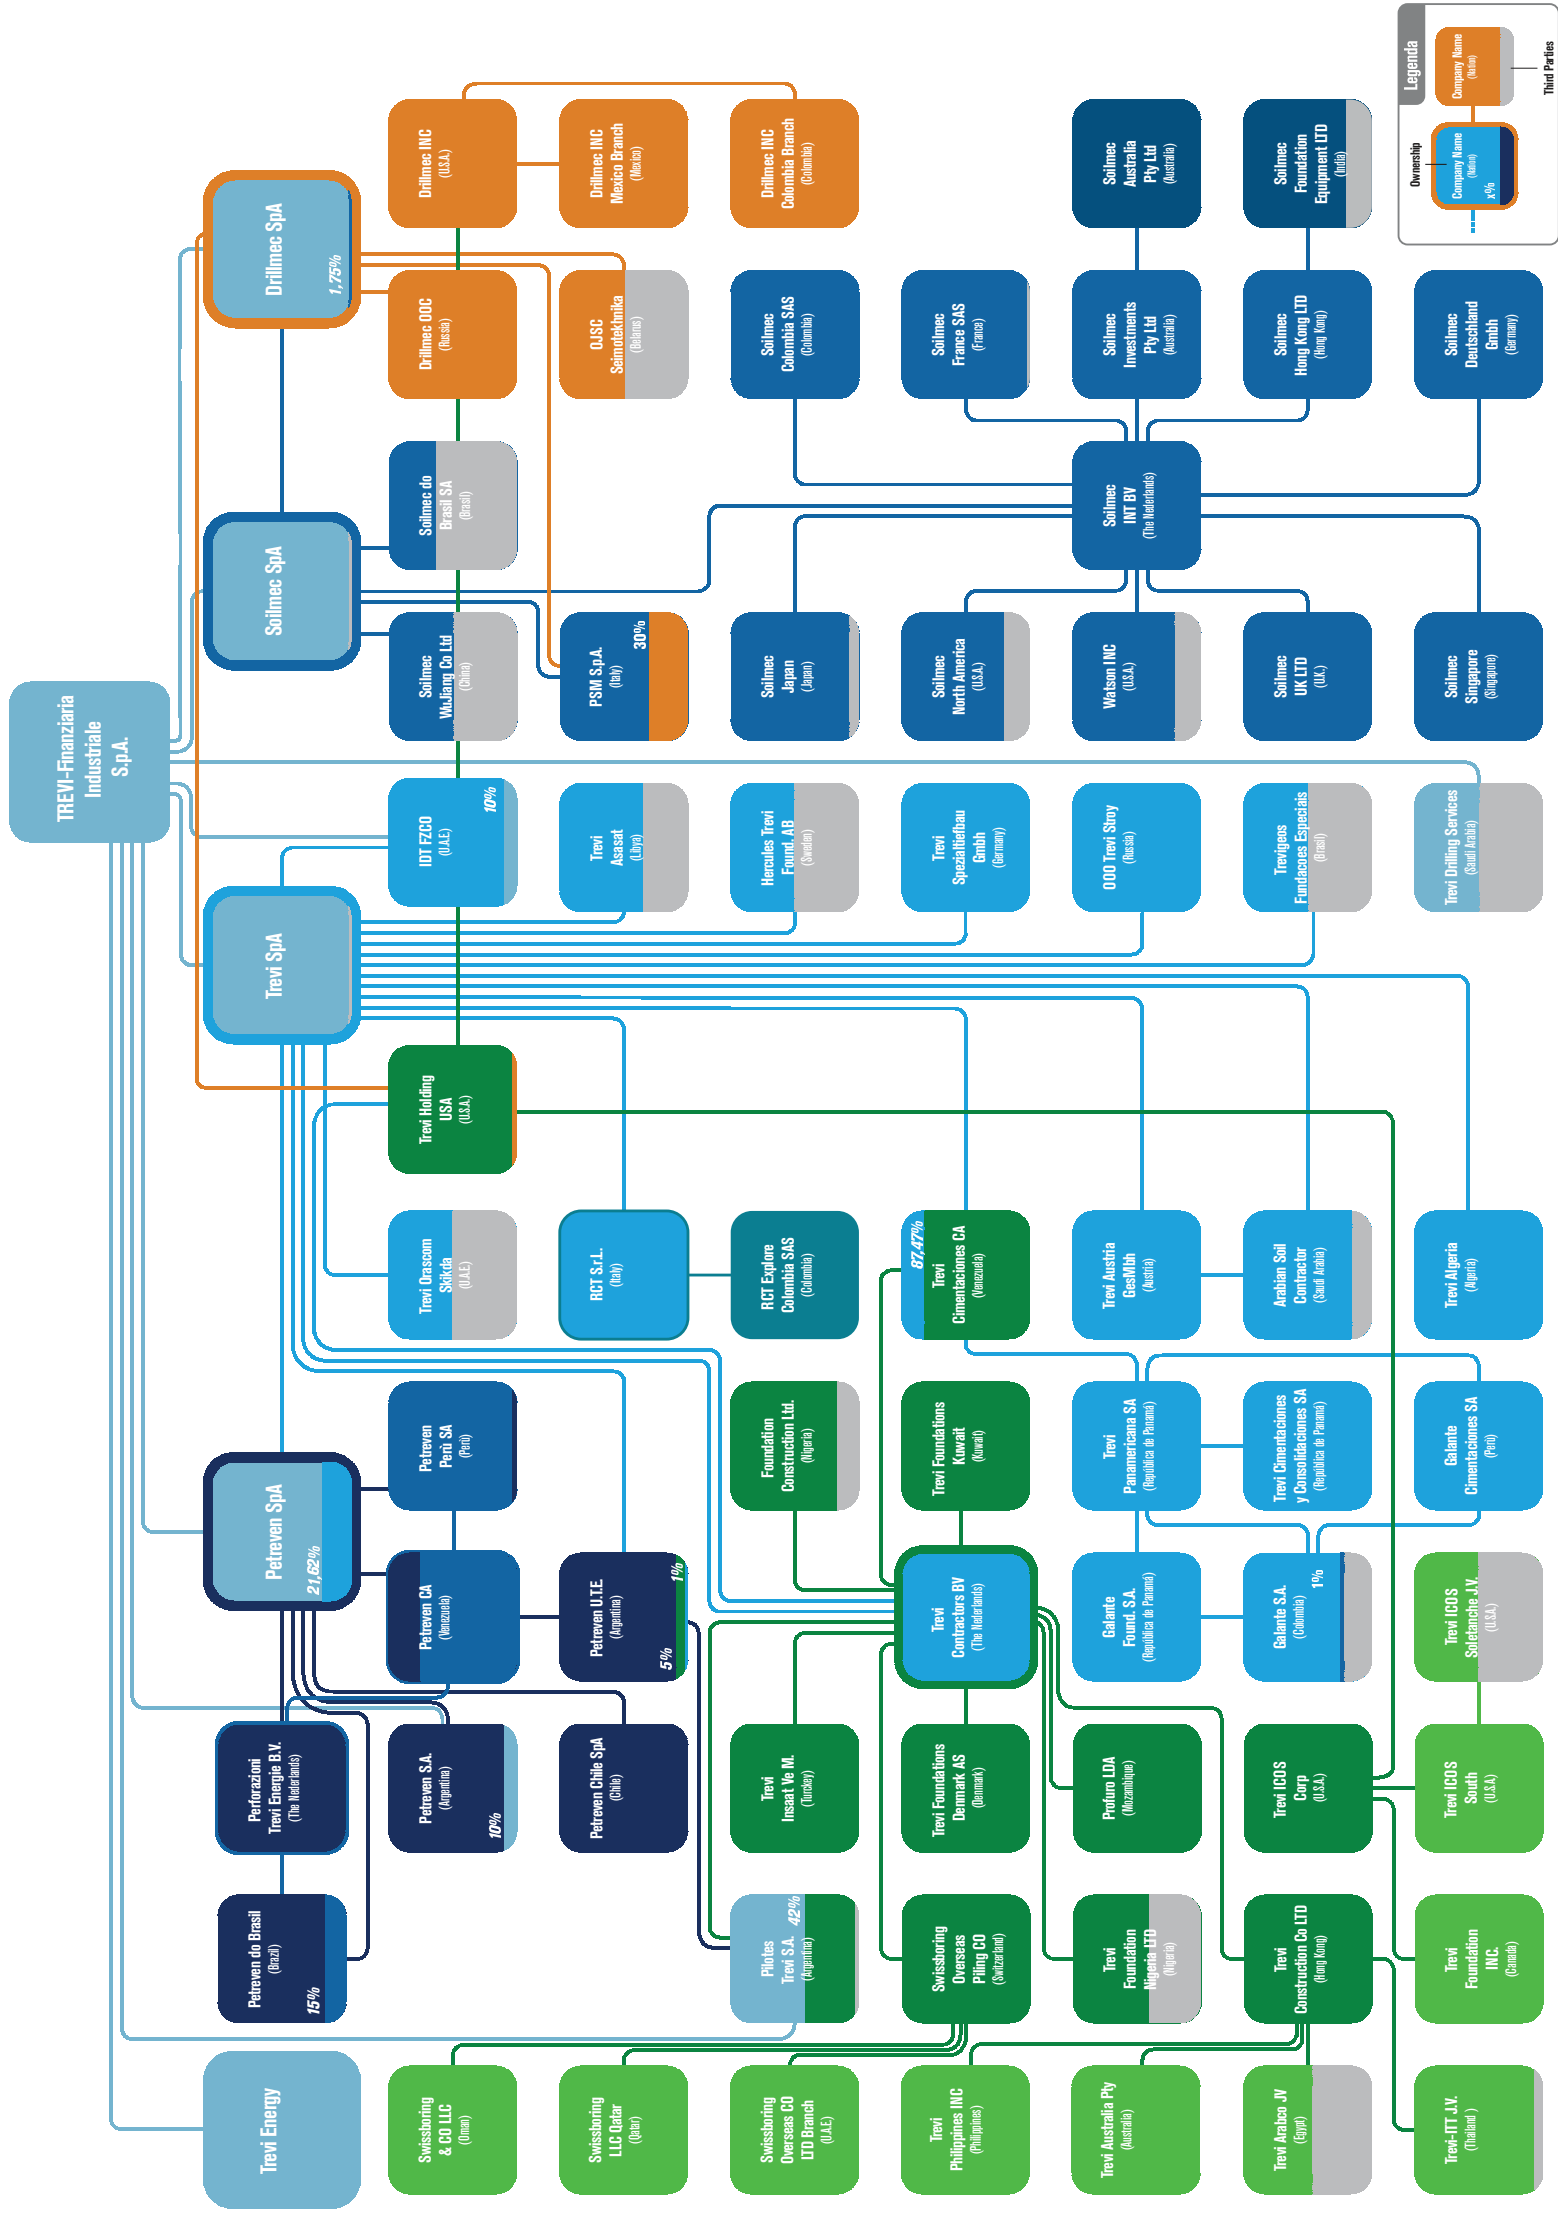 TREVI-Finanziaria
Industriale
S.p.A.
Trevi Energy
Petreven do Brasil
(Brazil)
15%
Perforazioni
Trevi Energie B.V.
(The Nederlands)
Petreven SpA
21,62%
Trevi SpA
Soilmec SpA
Drillmec SpA
1,75%
Swissboring
& CO LLC
(Oman)
Petreven S.A.
(Argentina)
10%
Petreven CA
(Venezuela)
Petreven
Perù SA
(Perù)
Trevi Orascom
Skikda
(U.A.E.)
Trevi Holding
USA
(U.S.A.)
IDT FZCO
(U.A.E.)
10%
Soilmec
WuJiang Co Ltd
(China)
Soilmec do
Brasil SA
(Brasil)
Drillmec OOC
(Russia)
Drillmec INC
(U.S.A.)
Swissboring
LLC Qatar
(Qatar)
Petreven Chile SpA
(Chile)
Petreven U.T.E.
(Argentina)
5%
1%
RCT S.r.L.
(Italy)
Trevi
Asasat
(Libya)
PSM S.p.A.
(Italy)
30%
OJSC
Seimotekhnika
(Belarus)
Drillmec INC
Mexico Branch
(Mexico)
Swissboring
Overseas CO
LTD Branch
(U.A.E.)
Pilotes
Trevi S.A.
(Argentina)
42%
Trevi
Insaat Ve M.
(Turckey)
Foundation
Construction Ltd.
(Nigeria)
RCT Explore
Colombia SAS
(Colombia)
Hercules Trevi
Found. AB
(Sweden)
Soilmec
Japan
(Japan)
Soilmec
Colombia SAS
(Colombia)
Drillmec INC
Colombia Branch
(Colombia)
Trevi
Philippines INC
(Philippines)
Swissboring
Overseas
Piling CO
(Switzerland)
Trevi Foundations
Denmark AS
(Denmark)
Trevi
Contractors BV
(The Nederlands)
Trevi Foundations
Kuwait
(Kuwait)
87,47%
Trevi
Cimentaciones CA
(Venezuela)
Trevi
Spezialtiefbau
Gmbh
(Germany)
Soilmec
North America
(U.S.A.)
Soilmec
France SAS
(France)
Trevi Australia Pty
(Australia)
Trevi
Foundation
Nigeria LTD
(Nigeria)
Profuro LDA
(Mozambique)
Galante
Found. S.A.
(República de Panamá)
Trevi
Panamericana SA
(República de Panamá)
Trevi Austria
GesMbh
(Austria)
OOO Trevi Stroy
(Russia)
Watson INC
(U.S.A.)
Soilmec
INT BV
(The Nederlands)
Soilmec
Investments
Pty Ltd
(Australia)
Soilmec
Australia
Pty Ltd
(Australia)
Trevi Arabco JV
(Egypt)
Trevi
Construction Co LTD
(Hong Kong)
Trevi ICOS
Corp
(U.S.A.)
Galante S.A.
(Colombia)
1%
Trevi Cimentaciones
y Consolidaciones SA
(República de Panamá)
Arabian Soil
Contractor
(Saudi Arabia)
Trevigeos
Fundacoes Especiais
(Brasil)
Soilmec
UK LTD
(U.K.)
Soilmec
Hong Kong LTD
(Hong Kong)
Soilmec
Foundation
Equipment LTD
(India)
Trevi-ITT J.V.
(Thailand )
Trevi
Foundation
INC.
(Canada)
Trevi ICOS
South
(U.S.A)
Trevi ICOS
Soletanche J.V.
(U.S.A.)
Galante
Cimentaciones SA
(Perù)
Trevi Algeria
(Algeria)
Trevi Drilling Services
(Saudi Arabia)
Soilmec
Singapore
(Singapore)
Soilmec
Deutschland
Gmbh
(Germany)
Legenda
Ownership
Company Name
(Nation)
x%
Company Name
(Nation)
Third Parties